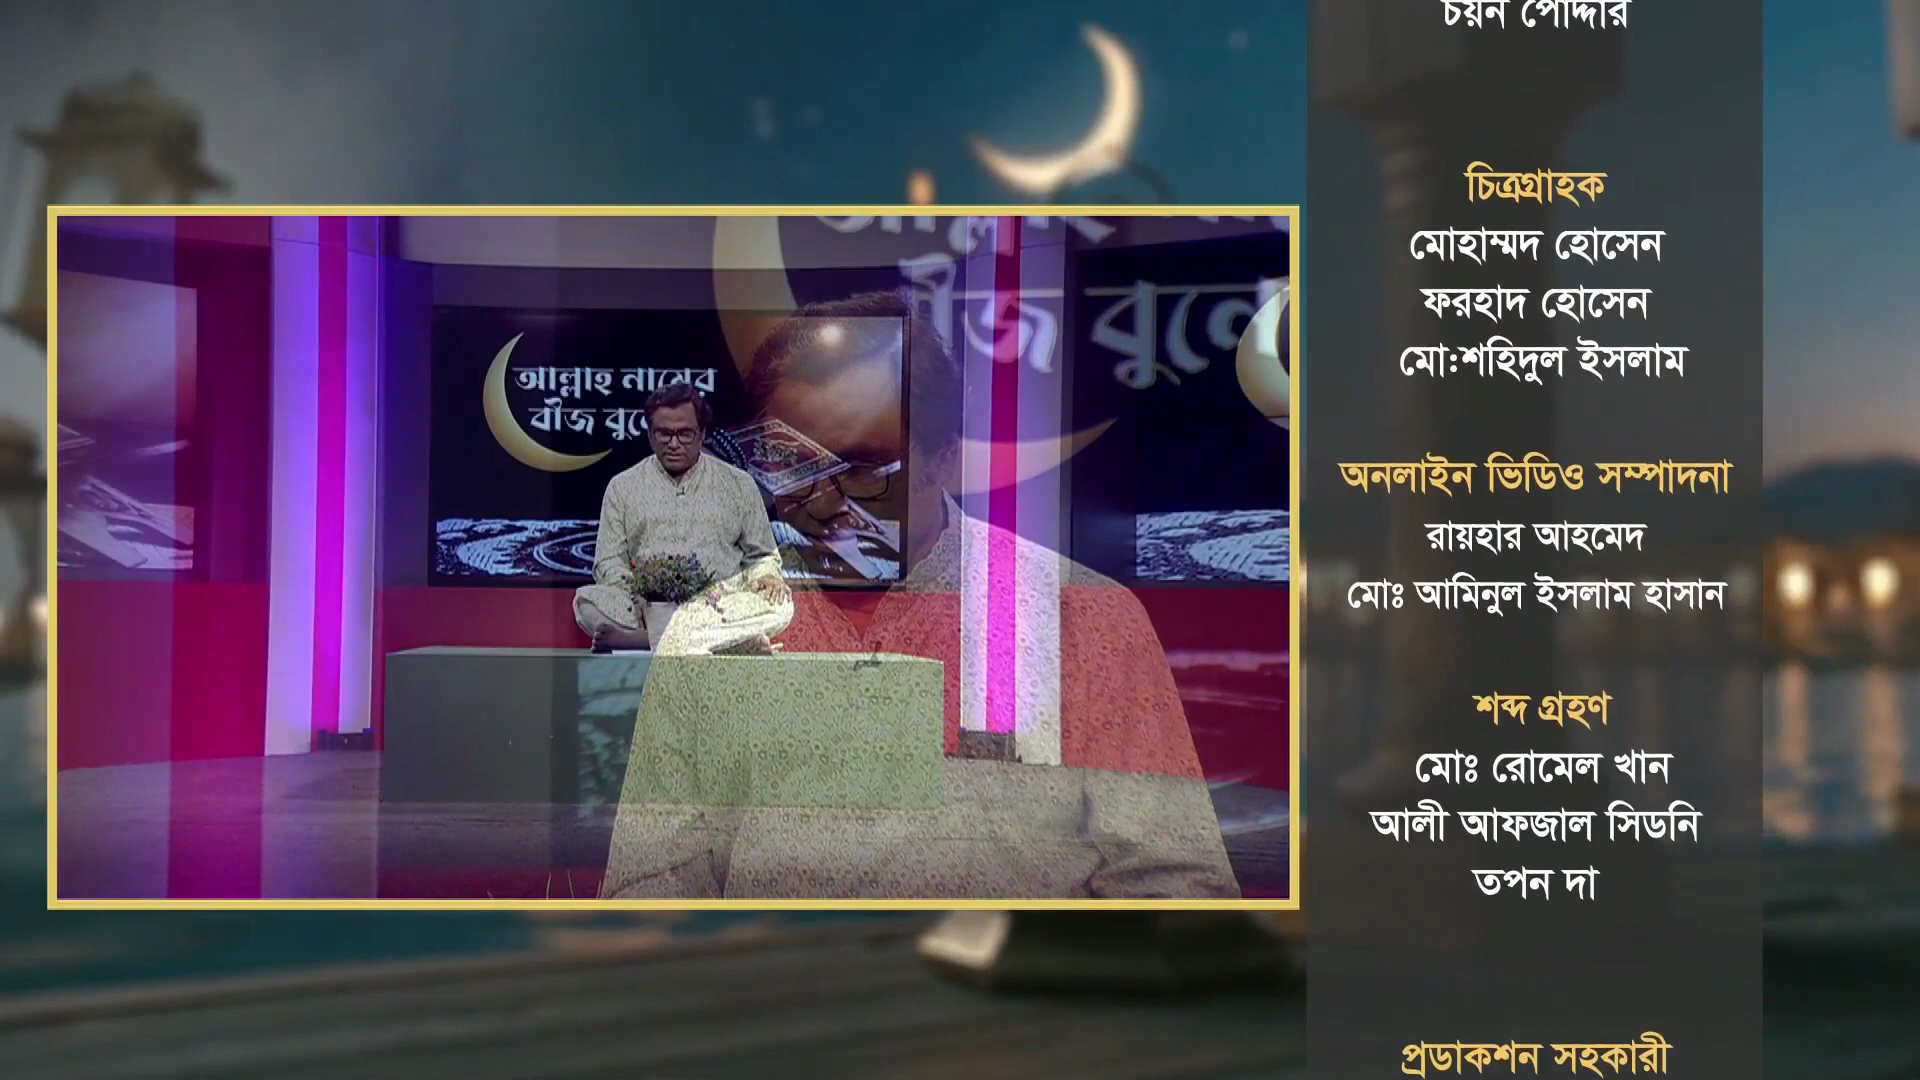 আল্লাহ নামের
বীজ বুনে
বীজ বুনে
চয়ন পোদ্দার
চিত্রগ্রাহক
মোহাম্মদ হোসেন
ফরহাদ হোসেন
মো:শহিদুল ইসলাম
অনলাইন ভিডিও সম্পাদনা
রায়হার আহমেদ
মোঃ আমিনুল ইসলাম হাসান
শব্দ গ্রহণ
মোঃ রোমেল খান
আলী আফজাল সিডনি
তপন দা
প্রডাকশন সহকারী